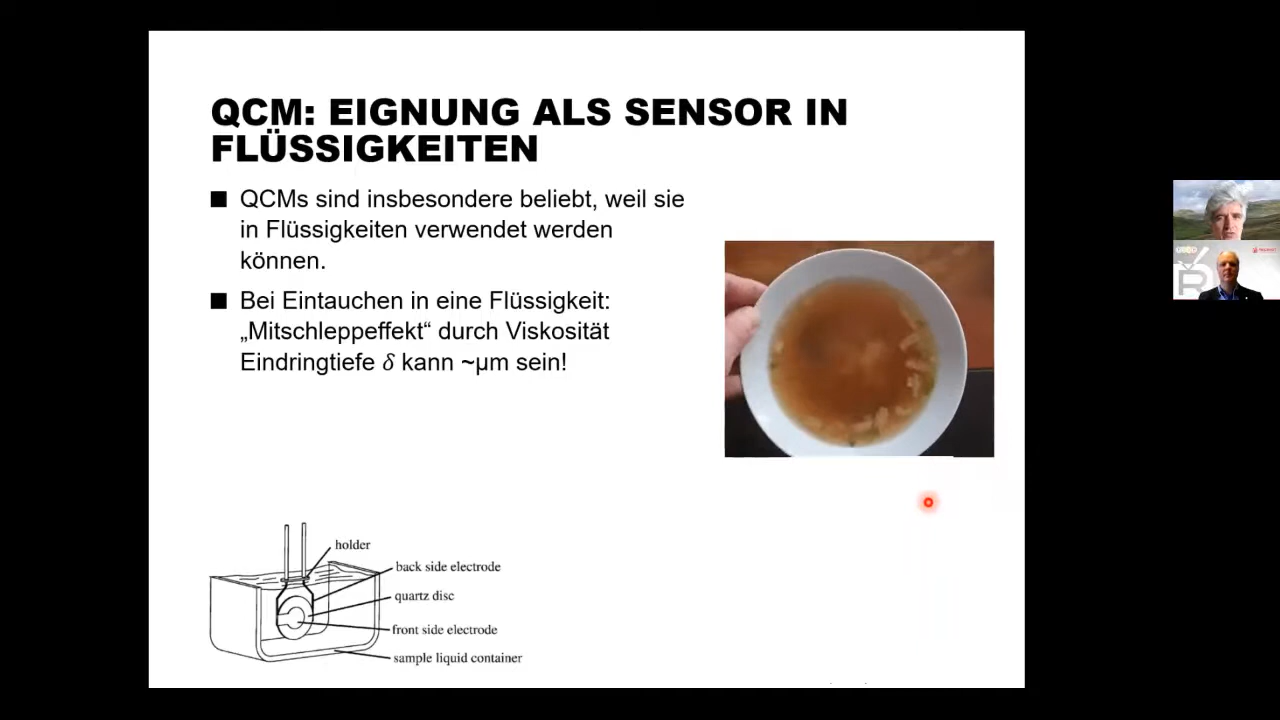 QCM: EIGNUNG ALS SENSOR IN
FLÜSSIGKEITEN
■ QCMs sind insbesondere beliebt, weil sie
in Flüssigkeiten verwendet werden
können.
■ Bei Eintauchen in eine Flüssigkeit:
„Mitschleppeffekt“ durch Viskosität
Eindringtiefe δ kann ~μm sein!
holder
back side electrode
quartz disc
front side electrode
sample liquid container